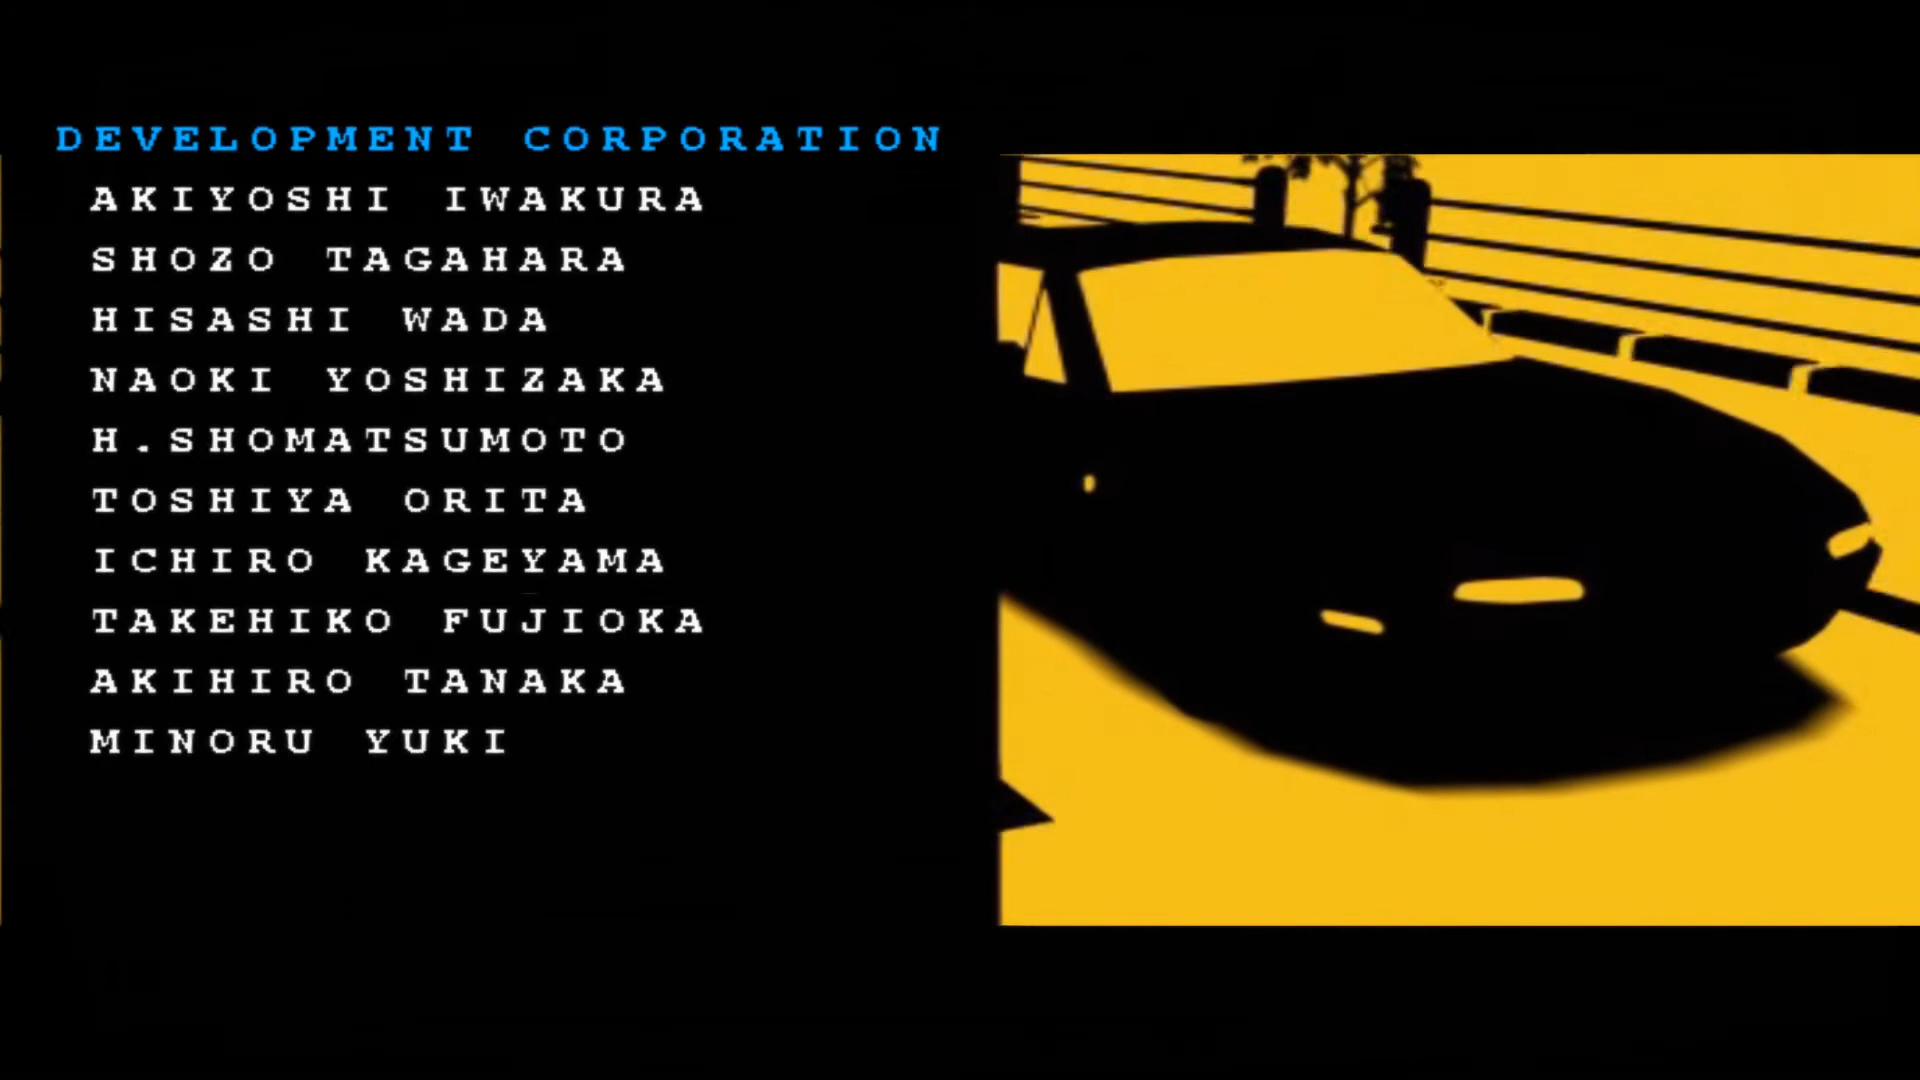 DEVELOPMENT CORPORATION
AKIYOSHI IWAKURA
SHOZO TAGAHARA
HISASHI WADA
NAOKI YOSHIZAKA
H.SHOMATSUMOTO
TOSHIYA ORITA
ICHIRO KAGEYAMA
TAKEHIKO FUJIOKA
AKIHIRO TANAKA
MINORU YUKI